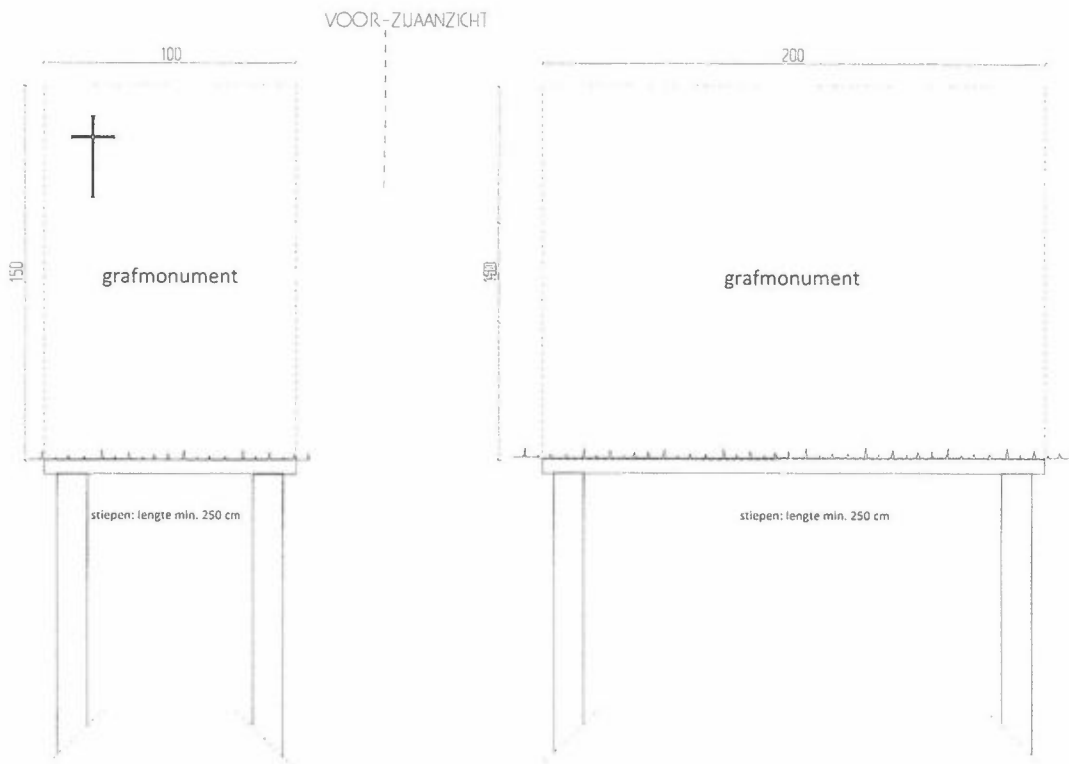 VOOR-ZIJAANZICHT
100
200
150
grafmonument
grafmonument
stiepen: lengte min. 250 cm
stiepen: lengte min. 250 cm